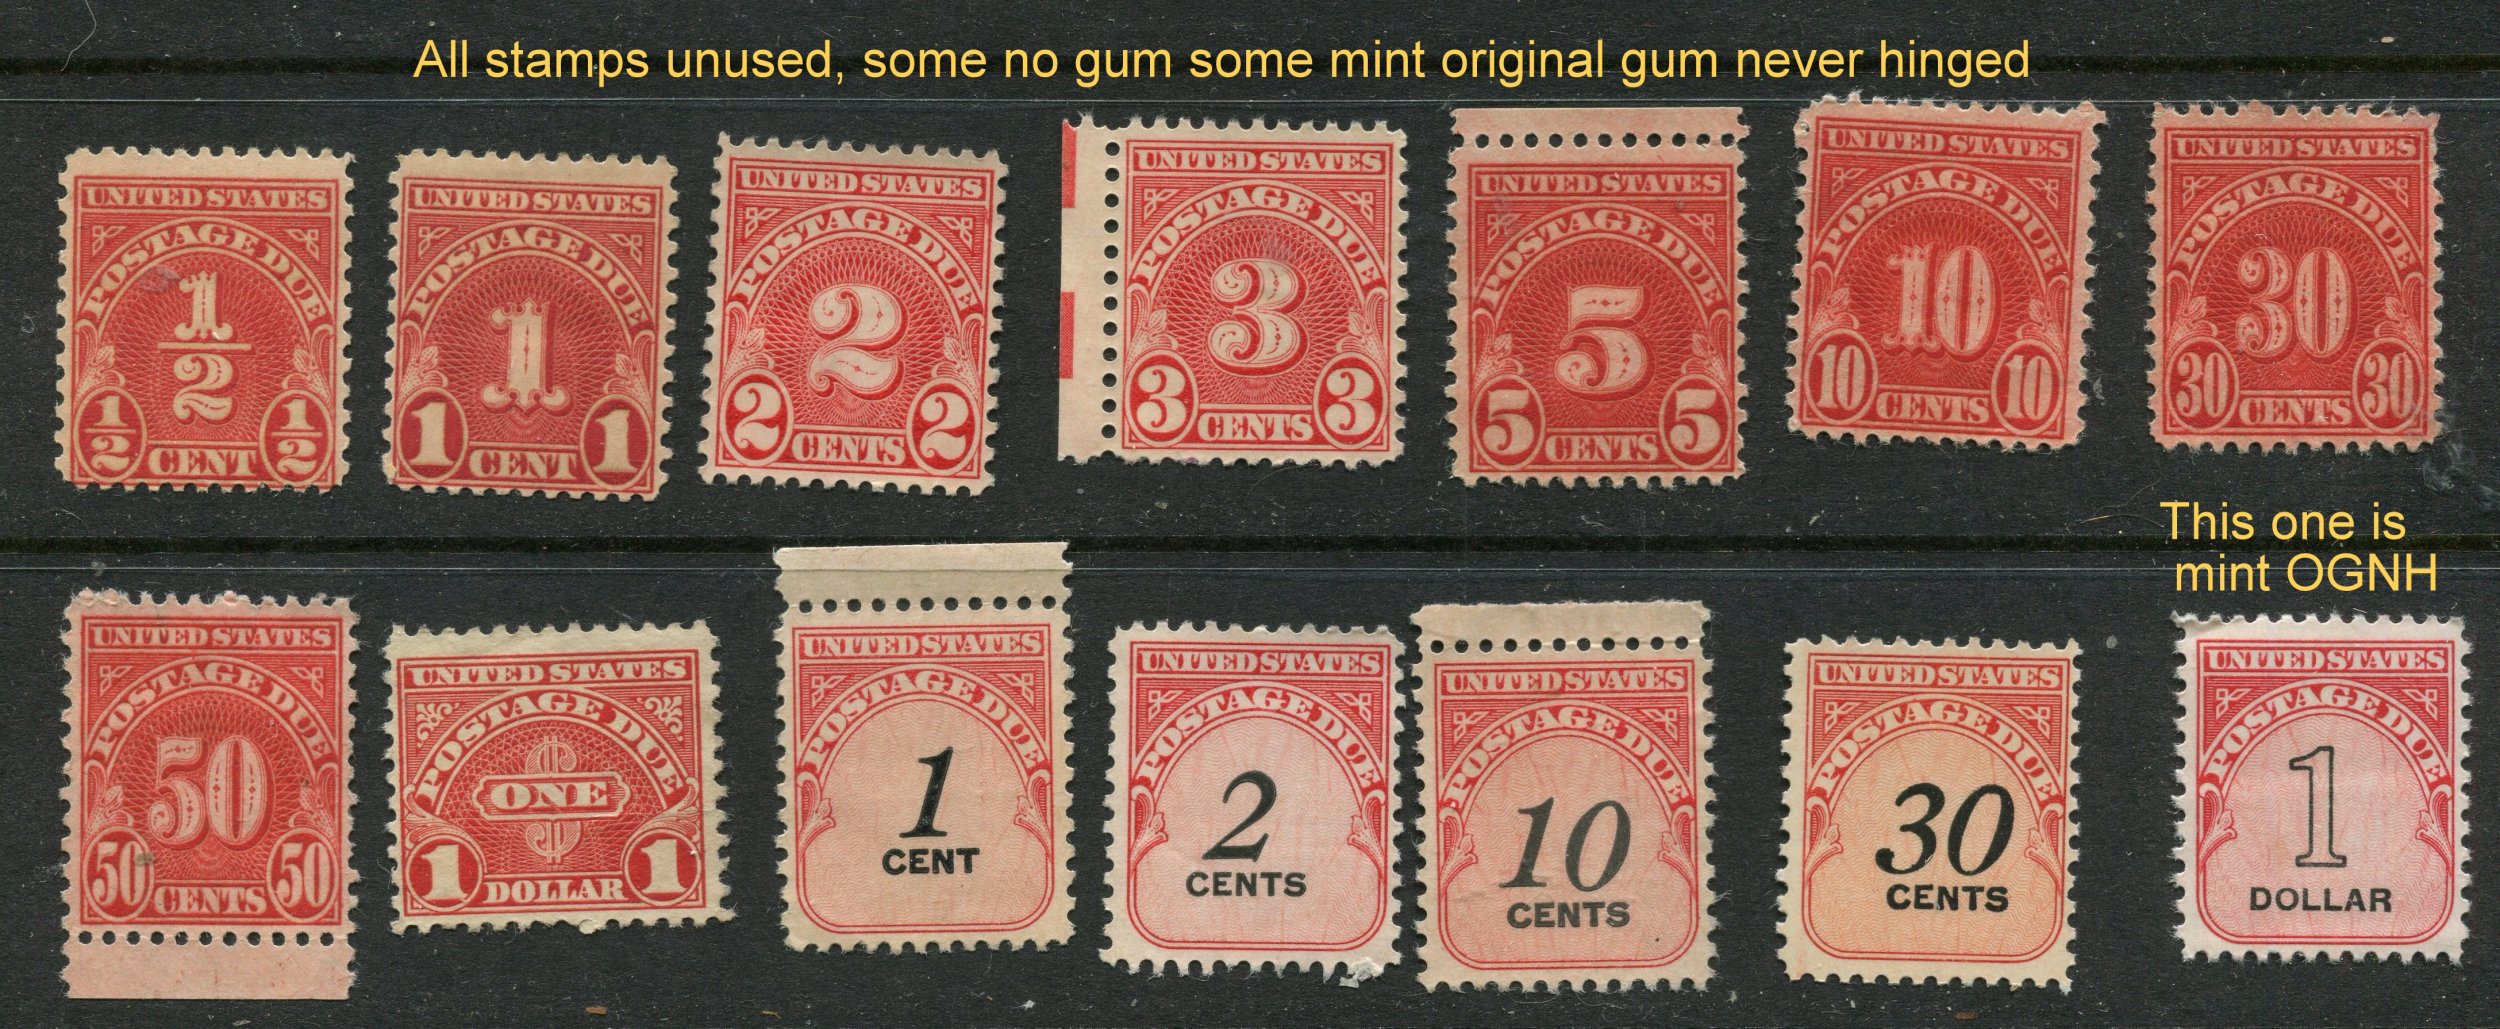 All stamps unused, some no gum some mint original gum never hinged
UNITED STATES
POSTAGE DUE
1/2
1/2 CENT 1/2
UNITED STATES
POSTAGE DUE
1
1 CENT 1
UNITED STATES
POSTAGE DUE
2
2 CENTS 2
UNITED STATES
POSTAGE DUE
3
3 CENTS 3
UNITED STATES
POSTAGE DUE
5
5 CENTS 5
UNITED STATES
POSTAGE DUE
10
10 CENTS 10
UNITED STATES
POSTAGE DUE
30
30 CENTS 30
UNITED STATES
POSTAGE DUE
50
50 CENTS 50
UNITED STATES
POSTAGE DUE
$
ONE
1 DOLLAR 1
UNITED STATES
POSTAGE DUE
1
CENT
UNITED STATES
POSTAGE DUE
2
CENTS
UNITED STATES
POSTAGE DUE
10
CENTS
UNITED STATES
POSTAGE DUE
30
CENTS
This one is
mint OGNH
UNITED STATES
POSTAGE DUE
1
DOLLAR